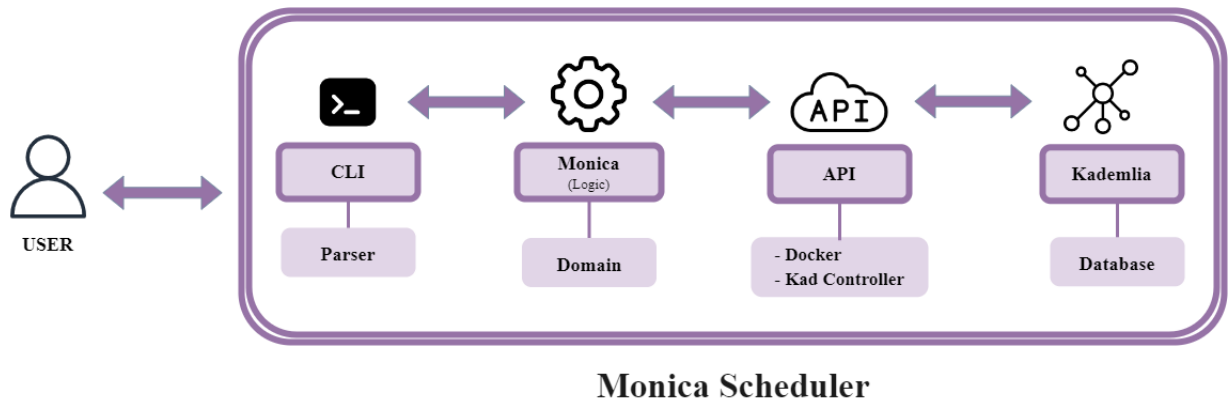 >_
API
CLI
Monica
(Logic)
API
Kademlia
USER
Parser
Domain
- Docker
- Kad Controller
Database
Monica Scheduler